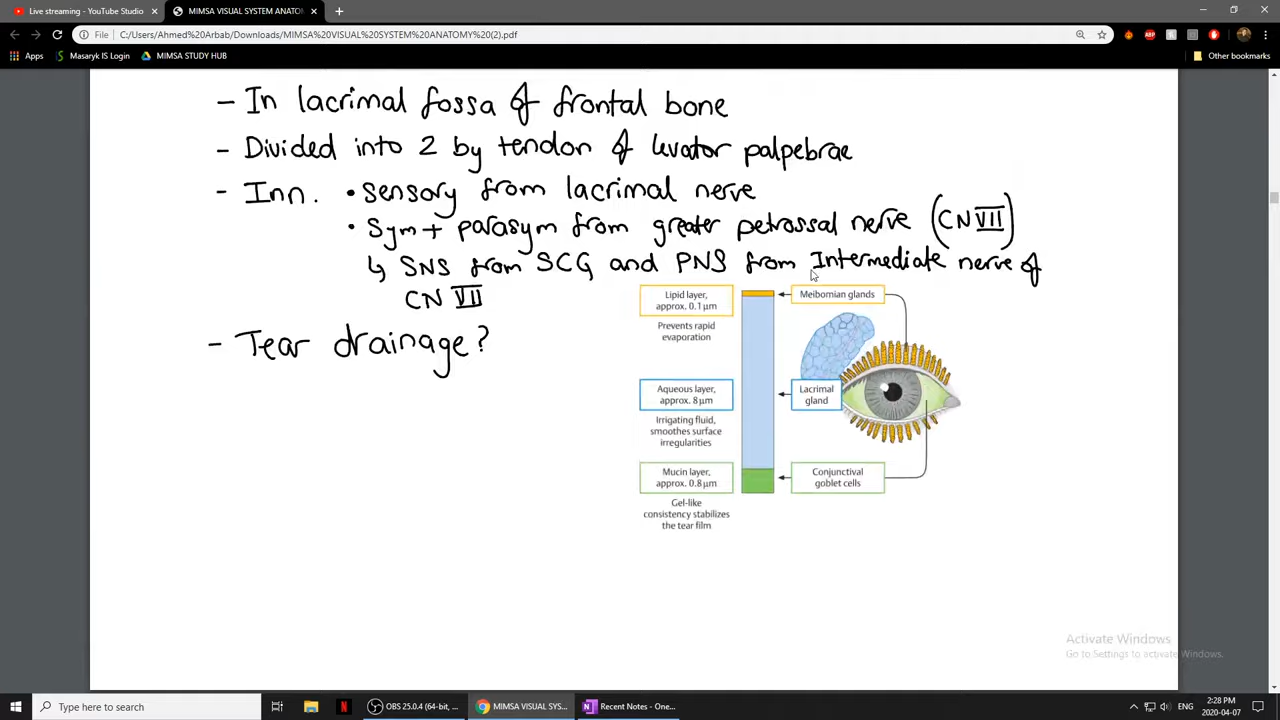 Live streaming - YouTube Studio
MIMSA VISUAL SYSTEM ANATOM
File
C:/Users/Ahmed%20Arbab/Downloads/MIMSA%20VISUAL%20SYSTEM%20ANATOMY%20(2).pdf
Apps
Masaryk IS Login
MIMSA STUDY HUB
Other bookmarks
- In lacrimal fossa of frontal bone
- Divided into 2 by tendon of levator palpebrae
- Inn. • Sensory from lacrimal nerve
• Sym + parasym from greater petrossal nerve (CN VII)
↳ SNS from SCG and PNS from Intermediate nerve of
CN VII
- Tear drainage?
Lipid layer,
approx. 0.1 µm
Prevents rapid
evaporation
Meibomian glands
Aqueous layer,
approx. 8 µm
Irrigating fluid,
smoothes surface
irregularities
Lacrimal
gland
Mucin layer,
approx. 0.8 µm
Gel-like
consistency stabilizes
the tear film
Conjunctival
goblet cells
Activate Windows
Go to Settings to activate Windows.
Type here to search
OBS 25.0.4 (64-bit, ...
MIMSA VISUAL SYS...
Recent Notes - One...
ENG
2:28 PM
2020-04-07